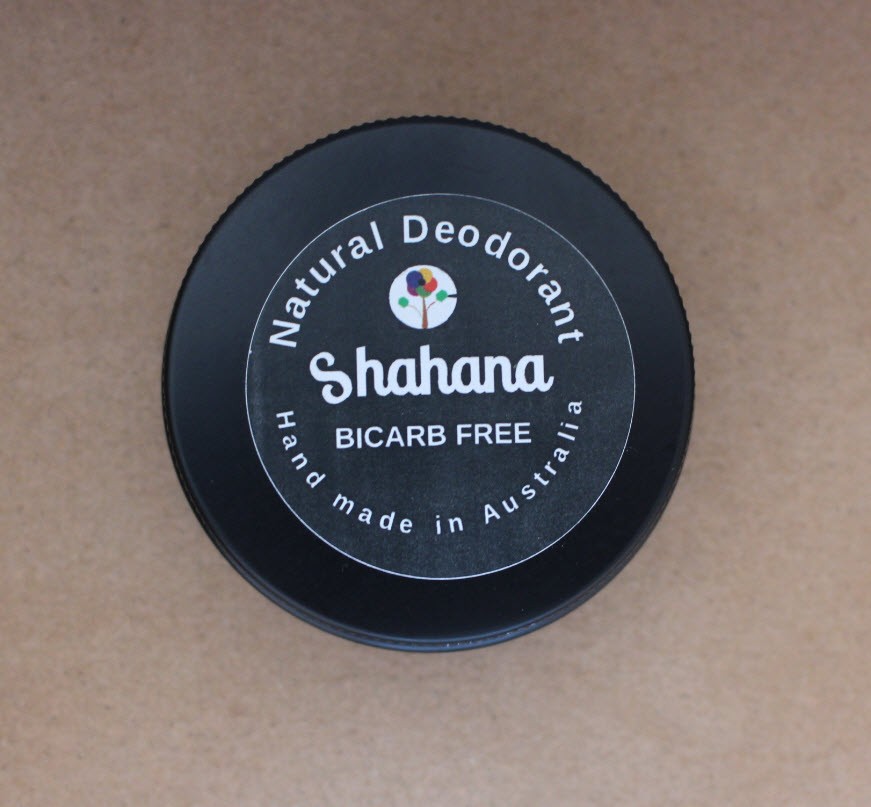 Natural Deodorant
Shahana
BICARB FREE
Hand made in Australia